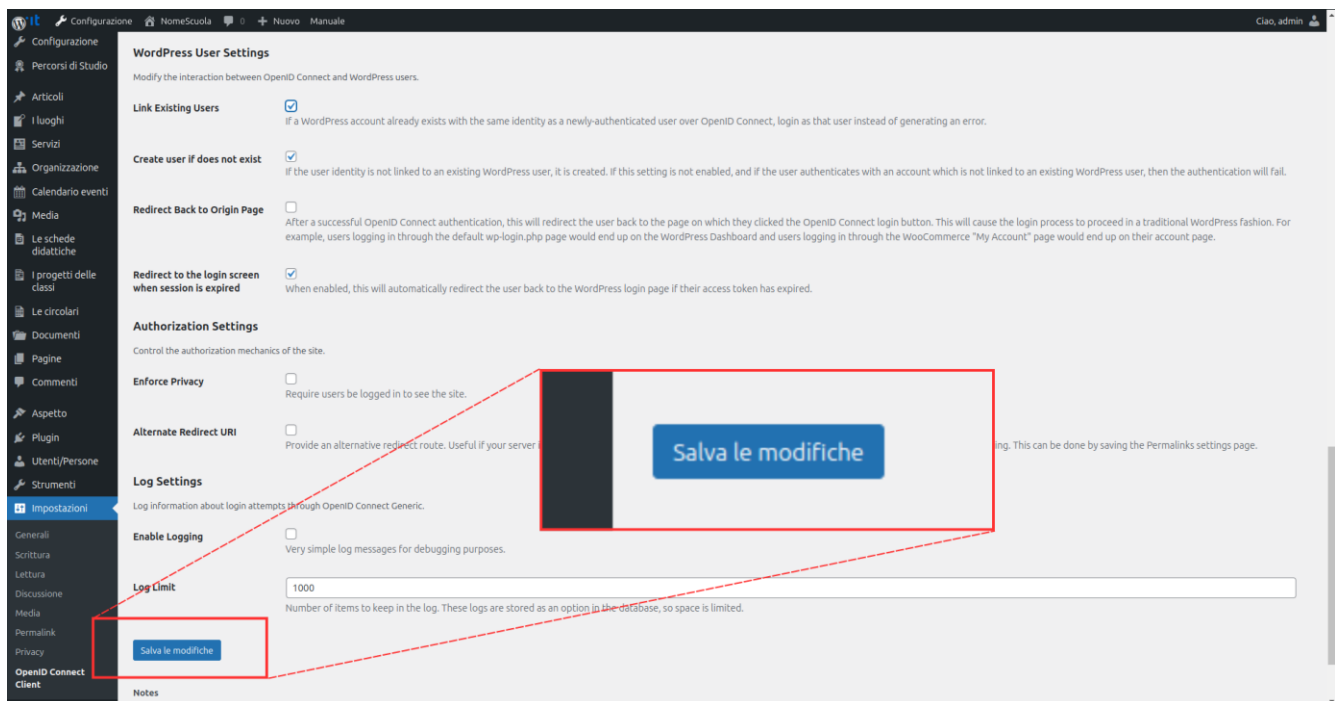 it Configurazione NomeScuola 0 + Nuovo Manuale Ciao, admin
Configurazione
Percorsi di Studio
Articoli
I luoghi
Servizi
Organizzazione
Calendario eventi
Media
Le schede
didattiche
I progetti delle
classi
Le circolari
Documenti
Pagine
Commenti
Aspetto
Plugin
Utenti/Persone
Strumenti
Impostazioni
Generali
Scrittura
Lettura
Discussione
Media
Permalink
Privacy
OpenID Connect
Client
WordPress User Settings
Modify the interaction between OpenID Connect and WordPress users.
Link Existing Users
If a WordPress account already exists with the same identity as a newly-authenticated user over OpenID Connect, login as that user instead of generating an error.
Create user if does not exist
If the user identity is not linked to an existing WordPress user, it is created. If this setting is not enabled, and if the user authenticates with an account which is not linked to an existing WordPress user, then the authentication will fail.
Redirect Back to Origin Page
After a successful OpenID Connect authentication, this will redirect the user back to the page on which they clicked the OpenID Connect login button. This will cause the login process to proceed in a traditional WordPress fashion. For
example, users logging in through the default wp-login.php page would end up on the WordPress Dashboard and users logging in through the WooCommerce "My Account" page would end up on their account page.
Redirect to the login screen
when session is expired
When enabled, this will automatically redirect the user back to the WordPress login page if their access token has expired.
Authorization Settings
Control the authorization mechanics of the site.
Enforce Privacy
Require users be logged in to see the site.
Alternate Redirect URI
Provide an alternative redirect route. Useful if your server ing. This can be done by saving the Permalinks settings page.
Salva le modifiche
Log Settings
Log information about login attempts through OpenID Connect Generic.
Enable Logging
Very simple log messages for debugging purposes.
Log Limit
1000
Number of items to keep in the log. These logs are stored as an option in the database, so space is limited.
Salva le modifiche
Notes